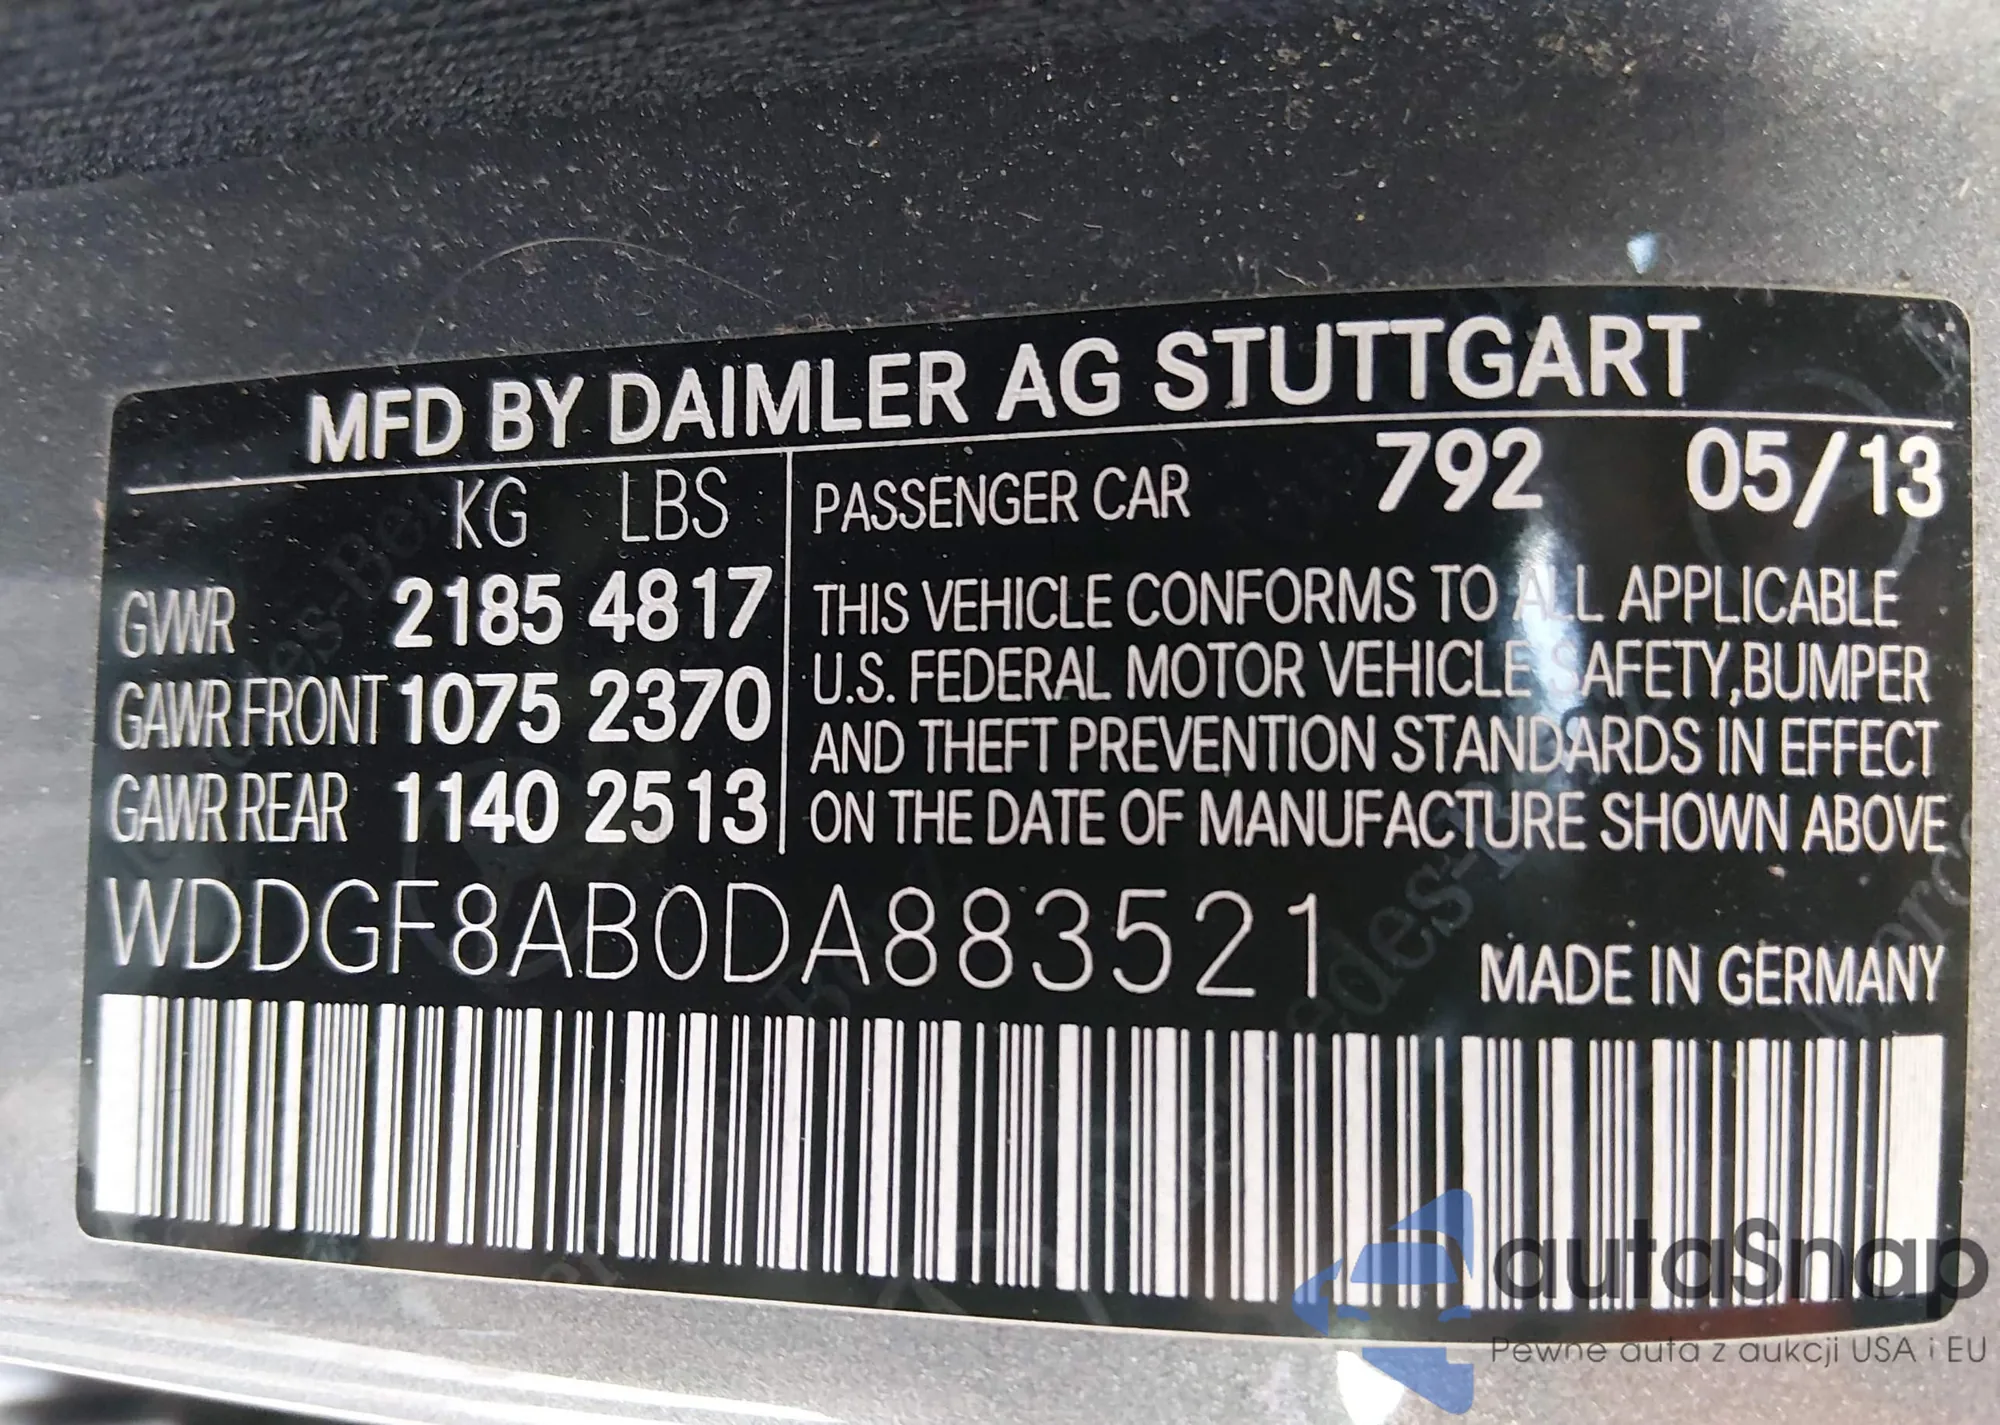 MFD BY DAIMLER AG STUTTGART
KG LBS
GVWR 2185 4817
GAWR FRONT 1075 2370
GAWR REAR 1140 2513
PASSENGER CAR 792 05/13
THIS VEHICLE CONFORMS TO ALL APPLICABLE
U.S. FEDERAL MOTOR VEHICLE SAFETY,BUMPER
AND THEFT PREVENTION STANDARDS IN EFFECT
ON THE DATE OF MANUFACTURE SHOWN ABOVE
WDDGF8AB0DA883521
MADE IN GERMANY
autaSnap
Pewne auta z aukcji USA i EU